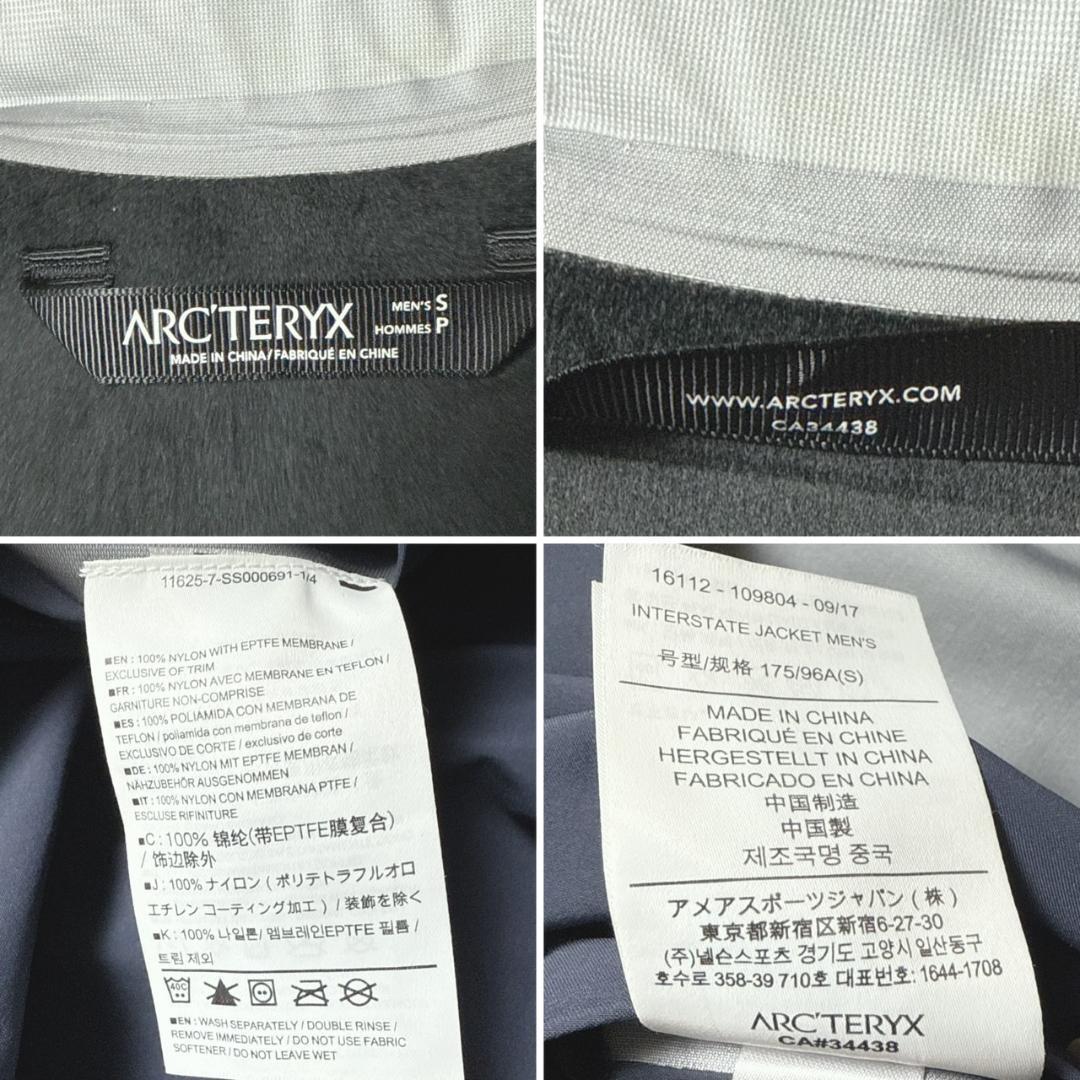 ARC'TERYX
MEN'S S
HOMMES P
MADE IN CHINA/FABRIQUÉ EN CHINE
WWW.ARCTERYX.COM
CA34438
11625-7-SS000691-1/4
■EN : 100% NYLON WITH EPTFE MEMBRANE /
EXCLUSIVE OF TRIM
■FR : 100% NYLON AVEC MEMBRANE EN TEFLON /
GARNITURE NON-COMPRISE
■ES : 100% POLIAMIDA CON MEMBRANA DE
TEFLON / poliamida con membrana de teflon /
EXCLUSIVO DE CORTE / exclusivo de corte
■DE : 100% NYLON MIT EPTFE MEMBRAN /
NÄHZUBEHÖR AUSGENOMMEN
■IT : 100% NYLON CON MEMBRANA PTFE /
ESCLUSE RIFINITURE
■C : 100% 锦纶(带EPTFE膜复合)
/ 饰边除外
■J : 100% ナイロン ( ポリテトラフルオロ
エチレン コーティング加工 ) / 装飾を除く
■K : 100% 나일론/ 멤브레인EPTFE 필름 /
트림 제외
40C
■EN : WASH SEPARATELY / DOUBLE RINSE /
REMOVE IMMEDIATELY / DO NOT USE FABRIC
SOFTENER / DO NOT LEAVE WET
16112 - 109804 - 09/17
INTERSTATE JACKET MEN'S
号型/规格 175/96A(S)
MADE IN CHINA
FABRIQUÉ EN CHINE
HERGESTELLT IN CHINA
FABRICADO EN CHINA
中国制造
中国製
제조국명 중국
アメアスポーツジャパン ( 株 )
東京都新宿区新宿6-27-30
(주)넬슨스포츠 경기도 고양시 일산동구
호수로 358-39 710호 대표번호: 1644-1708
ARC'TERYX
CA#34438